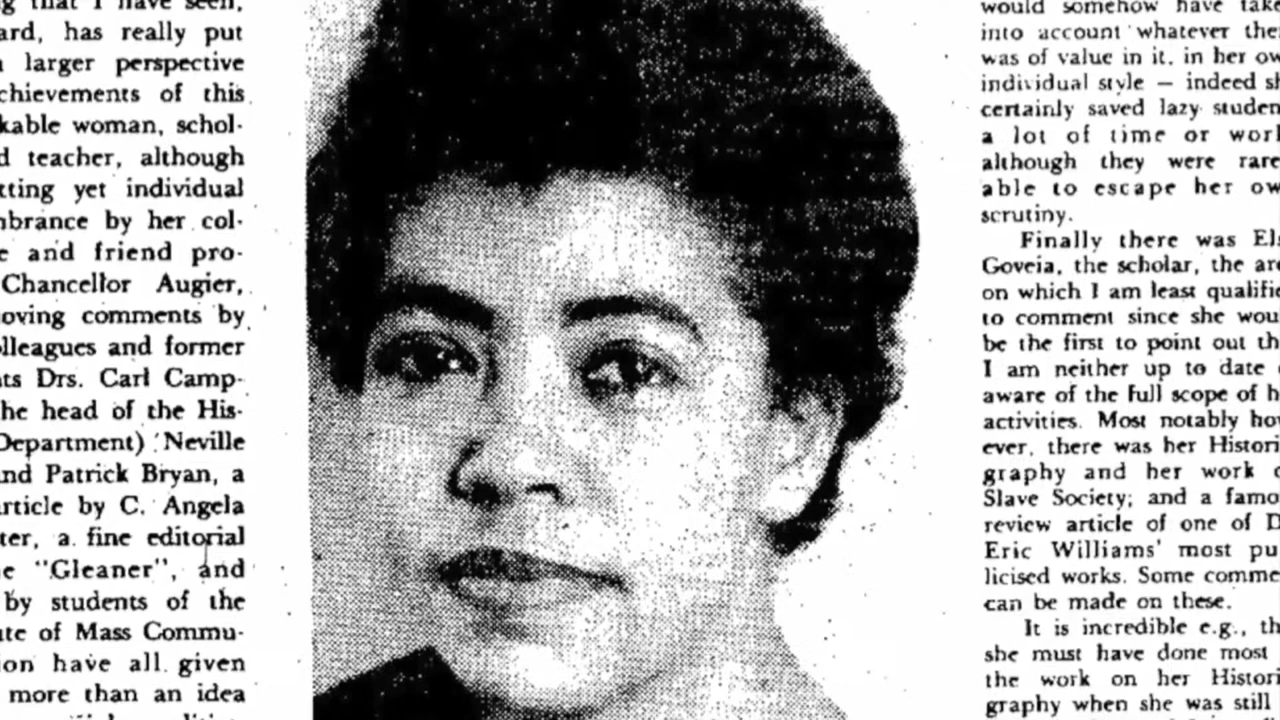 g that I have seen,
ard, has really put
larger perspective
chievements of this
kable woman, schol-
d teacher, although
tting yet individual
nbrance by her col-
e and friend pro-
Chancellor Augier,
oving comments by
olleagues and former
nts Drs. Carl Camp-
he head of the His-
Department) Neville
and Patrick Bryan, a
article by C. Angela
ter, a fine editorial
e "Gleaner", and
by students of the
ute of Mass Commu-
ion have all given
more than an idea
would somehow have take
into account whatever the
was of value in it, in her ow
individual style — indeed sh
certainly saved lazy studen
a lot of time or worl
although they were rare
able to escape her ow
scrutiny.
Finally there was Els
Goveia, the scholar, the are
on which I am least qualifie
to comment since she wou
be the first to point out th
I am neither up to date
aware of the full scope of h
activities. Most notably how
ever, there was her Histori
graphy and her work o
Slave Society; and a famo
review article of one of D
Eric Williams' most pu
licised works. Some comme
can be made on these.
It is incredible e.g., th
she must have done most
the work on her Histori
graphy when she was still